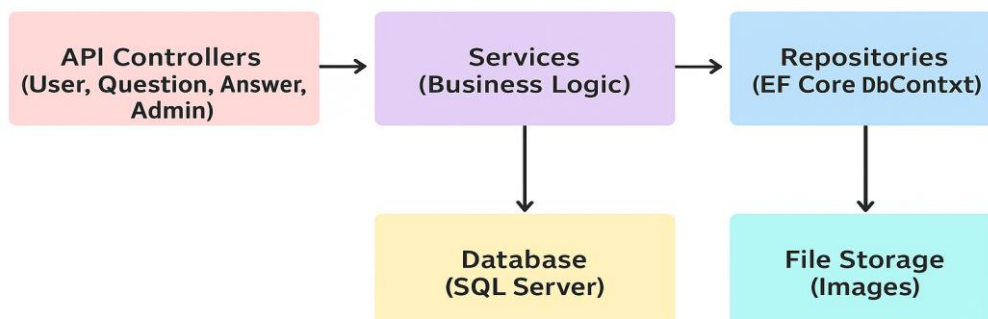 API Controllers
(User, Question, Answer,
Admin)
Services
(Business Logic)
Repositories
(EF Core DbContxt)
Database
(SQL Server)
File Storage
(Images)